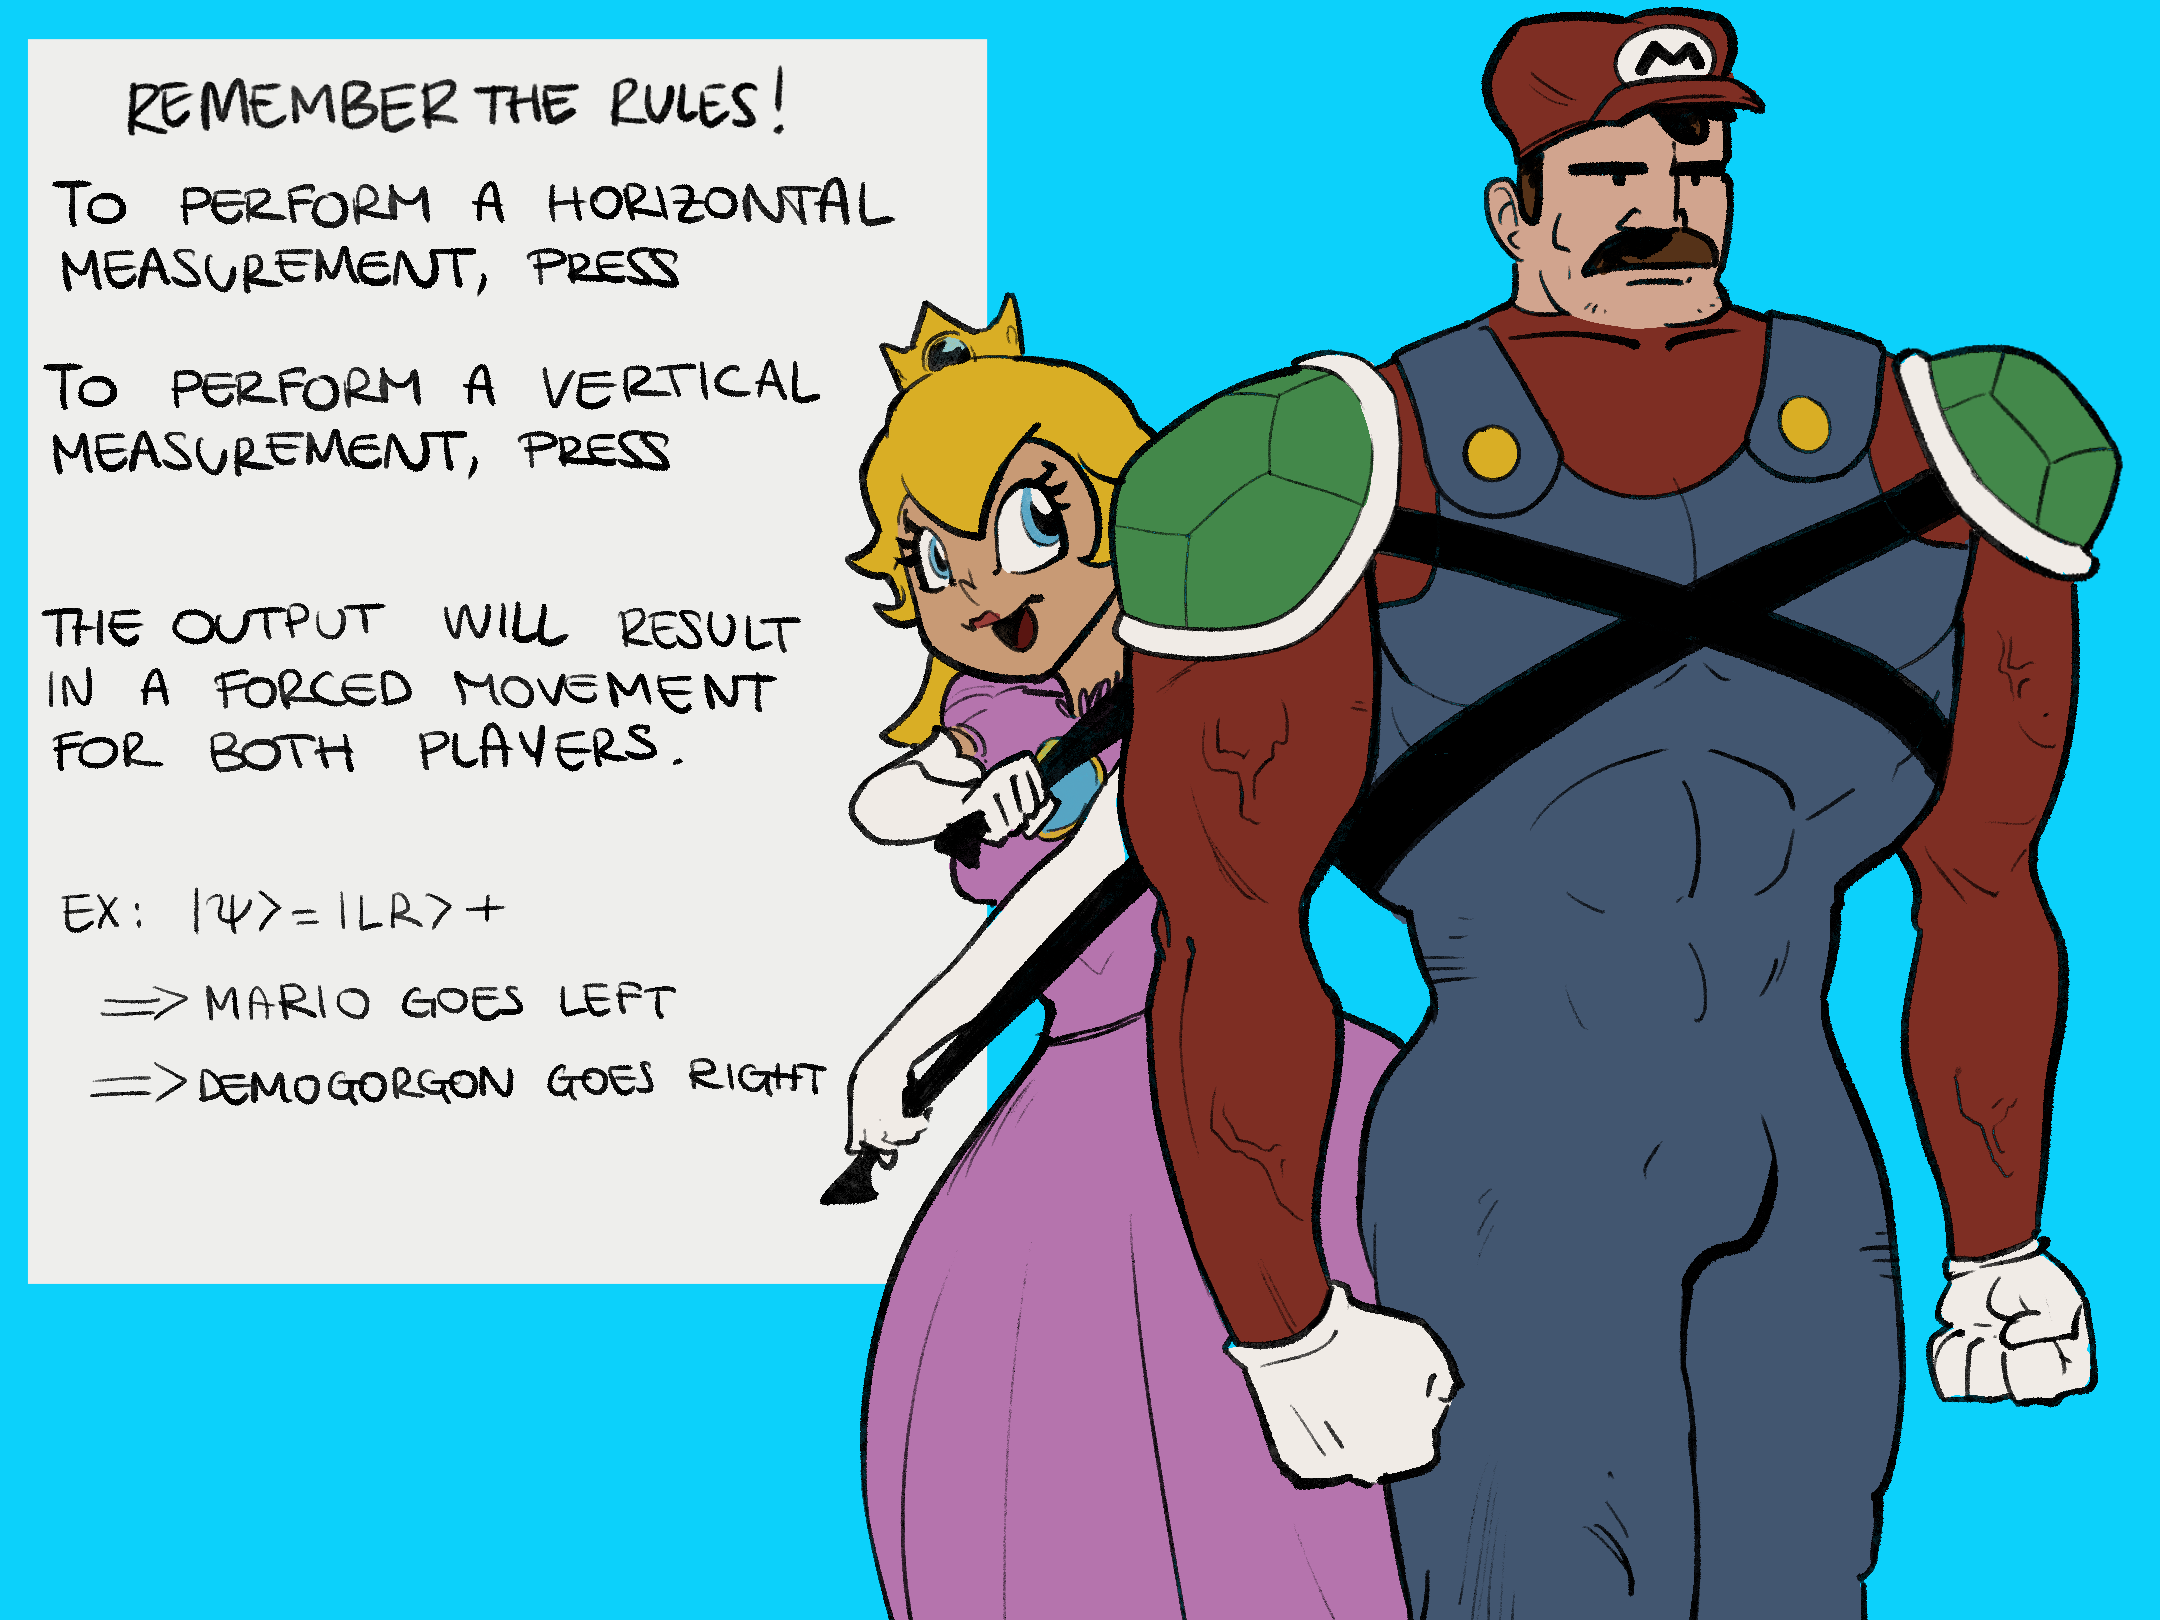 REMEMBER THE RULES!
TO PERFORM A HORIZONTAL
MEASUREMENT, PRESS
TO PERFORM A VERTICAL
MEASUREMENT, PRESS
THE OUTPUT WILL RESULT
IN A FORCED MOVEMENT
FOR BOTH PLAYERS.
EX: |Ψ>=|LR>+
=>MARIO GOES LEFT
=>DEMOGORGON GOES RIGHT
M